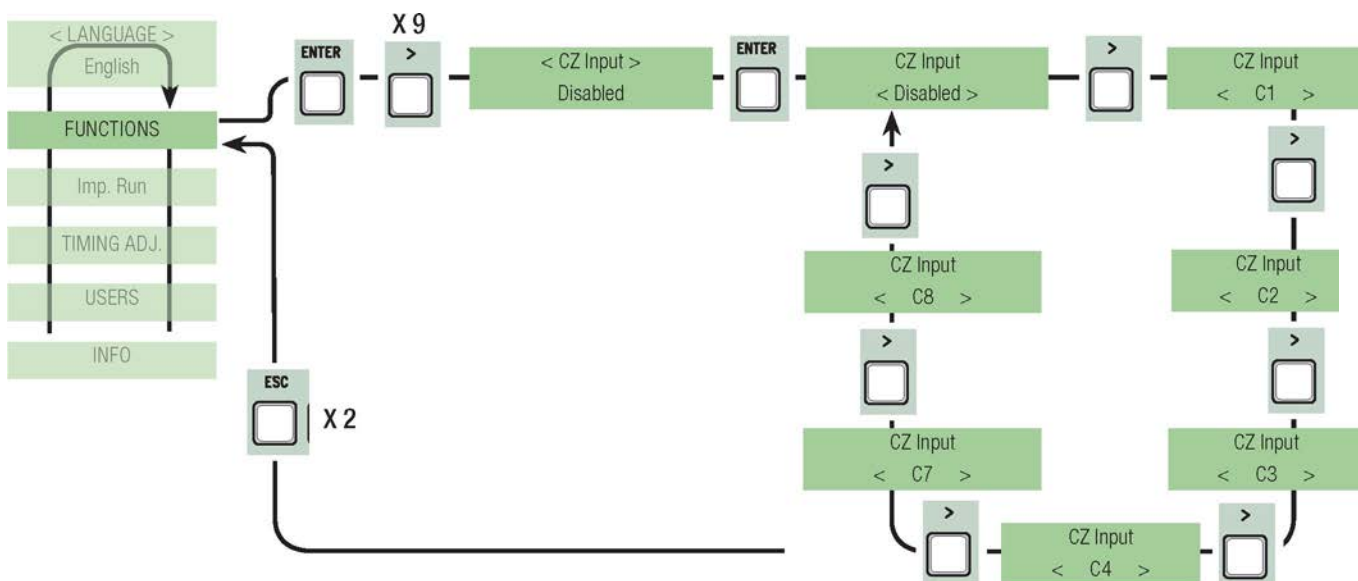 < LANGUAGE >
English
FUNCTIONS
Imp. Run
TIMING ADJ.
USERS
INFO
ENTER
X 9
>
< CZ Input >
Disabled
ENTER
CZ Input
< Disabled >
>
CZ Input
< C1 >
>
CZ Input
< C2 >
>
CZ Input
< C3 >
>
CZ Input
< C4 >
>
CZ Input
< C7 >
>
CZ Input
< C8 >
>
ESC
X 2